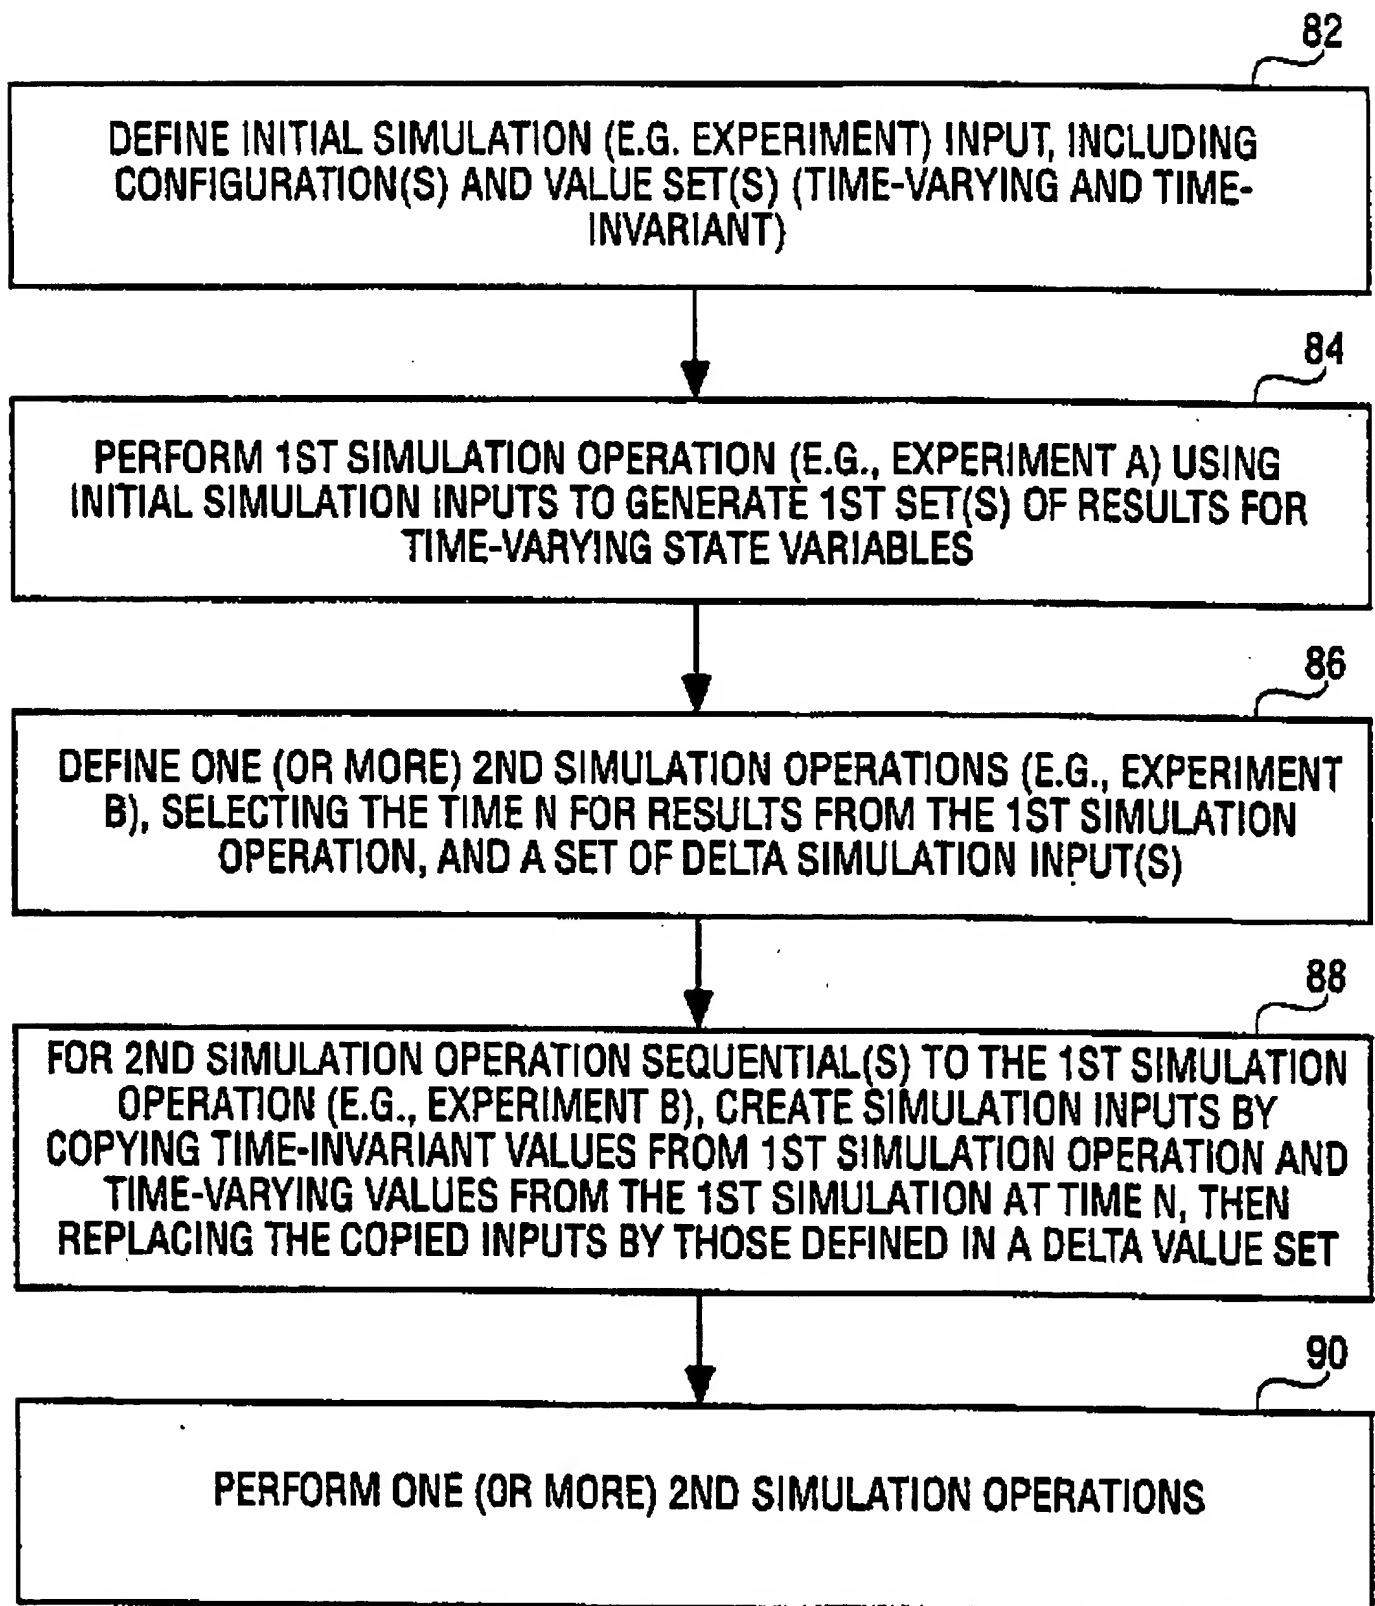 82
DEFINE INITIAL SIMULATION (E.G. EXPERIMENT) INPUT, INCLUDING
CONFIGURATION(S) AND VALUE SET(S) (TIME-VARYING AND TIME-
INVARIANT)
84
PERFORM 1ST SIMULATION OPERATION (E.G., EXPERIMENT A) USING
INITIAL SIMULATION INPUTS TO GENERATE 1ST SET(S) OF RESULTS FOR
TIME-VARYING STATE VARIABLES
86
DEFINE ONE (OR MORE) 2ND SIMULATION OPERATIONS (E.G., EXPERIMENT
B), SELECTING THE TIME N FOR RESULTS FROM THE 1ST SIMULATION
OPERATION, AND A SET OF DELTA SIMULATION INPUT(S)
88
FOR 2ND SIMULATION OPERATION SEQUENTIAL(S) TO THE 1ST SIMULATION
OPERATION (E.G., EXPERIMENT B), CREATE SIMULATION INPUTS BY
COPYING TIME-INVARIANT VALUES FROM 1ST SIMULATION OPERATION AND
TIME-VARYING VALUES FROM THE 1ST SIMULATION AT TIME N, THEN
REPLACING THE COPIED INPUTS BY THOSE DEFINED IN A DELTA VALUE SET
90
PERFORM ONE (OR MORE) 2ND SIMULATION OPERATIONS